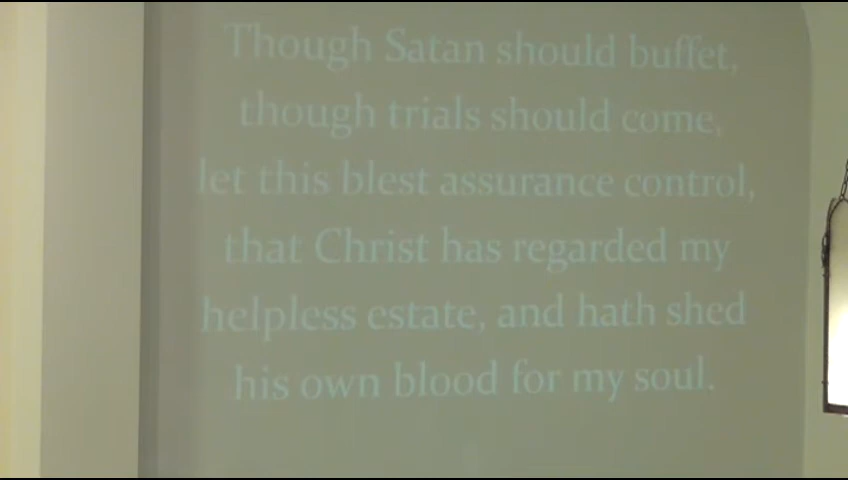 Though Satan should buffet,
though trials should come,
let this blest assurance control,
that Christ has regarded my
helpless estate, and hath shed
his own blood for my soul.